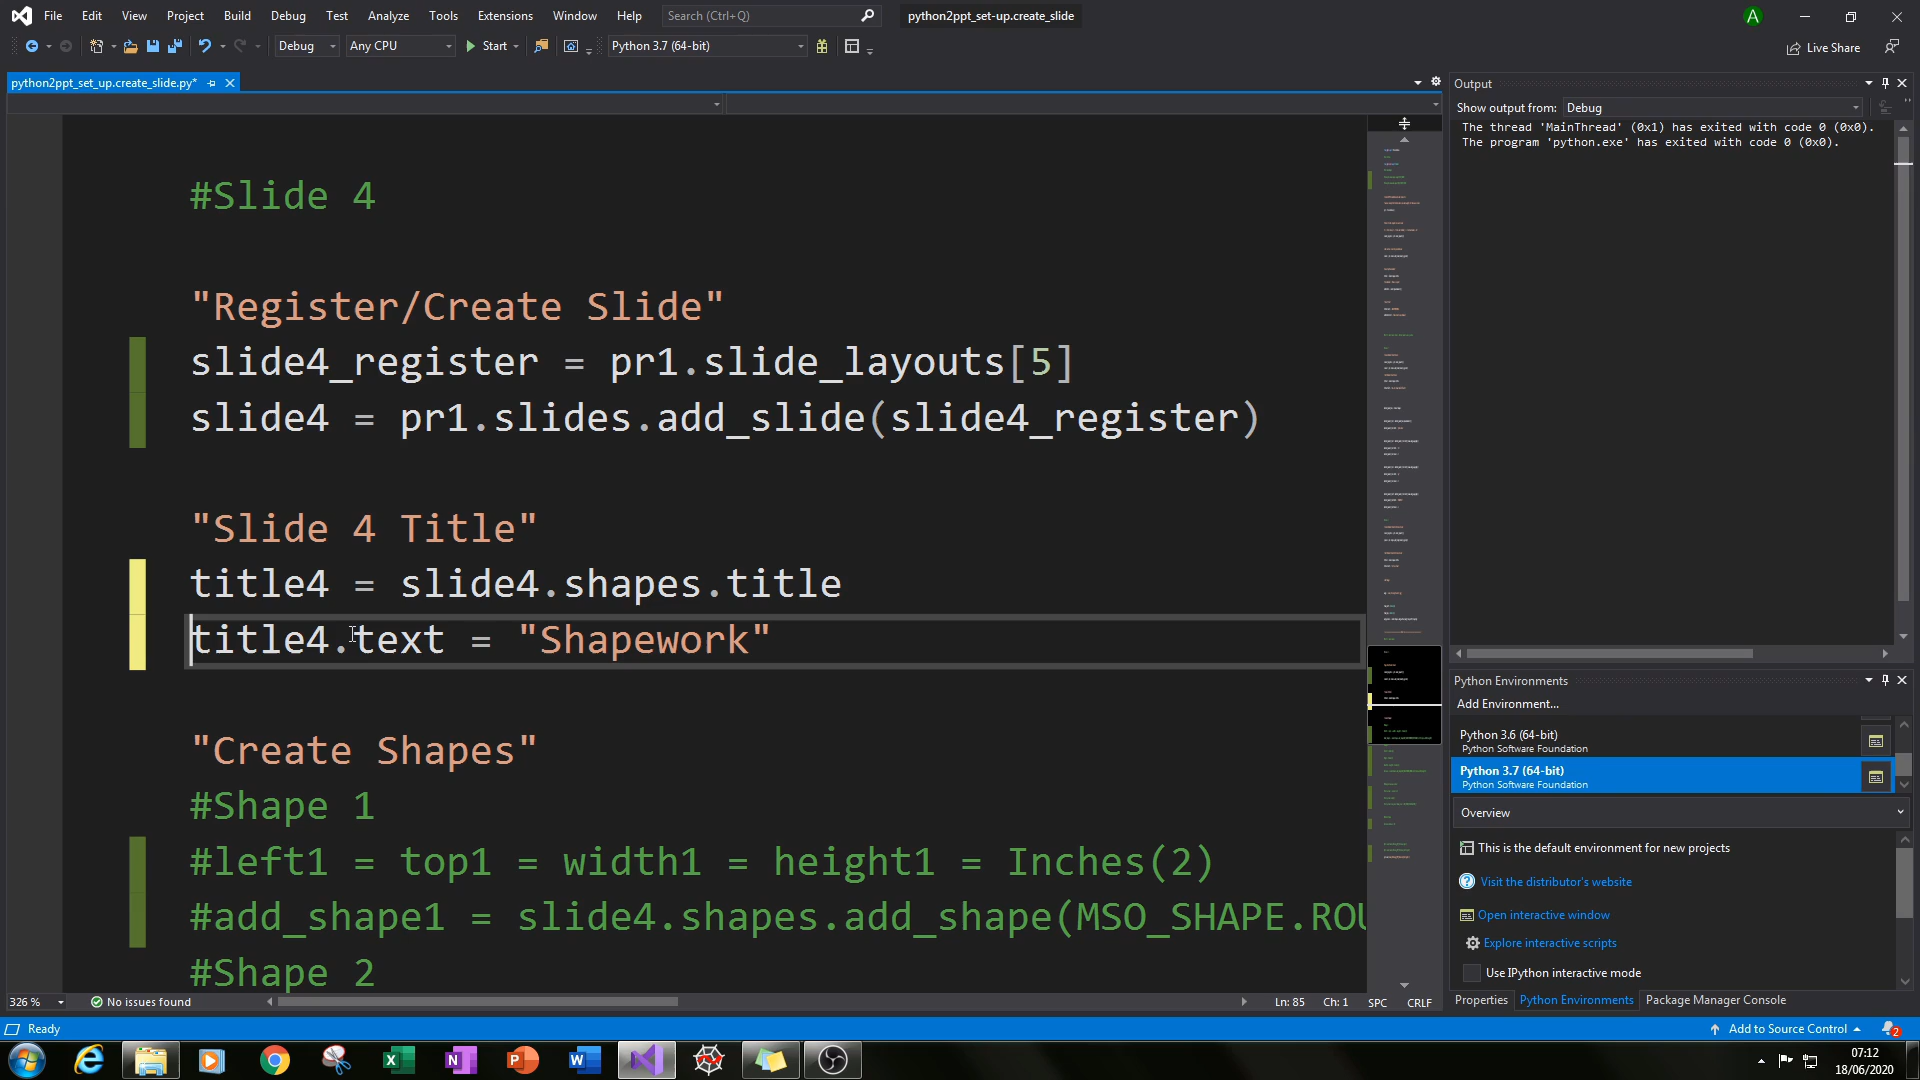 File Edit View Project Build Debug Test Analyze Tools Extensions Window Help Search (Ctrl+Q) python2ppt_set-up.create_slide A
Debug Any CPU Start Python 3.7 (64-bit) Live Share
python2ppt_set_up.create_slide.py*
#Slide 4
"Register/Create Slide"
slide4_register = pr1.slide_layouts[5]
slide4 = pr1.slides.add_slide(slide4_register)
"Slide 4 Title"
title4 = slide4.shapes.title
title4.text = "Shapework"
"Create Shapes"
#Shape 1
#left1 = top1 = width1 = height1 = Inches(2)
#add_shape1 = slide4.shapes.add_shape(MSO_SHAPE.ROU
#Shape 2
326 % No issues found Ln: 85 Ch: 1 SPC CRLF
Output
Show output from: Debug
The thread 'MainThread' (0x1) has exited with code 0 (0x0).
The program 'python.exe' has exited with code 0 (0x0).
Python Environments
Add Environment...
Python 3.6 (64-bit)
Python Software Foundation
Python 3.7 (64-bit)
Python Software Foundation
Overview
This is the default environment for new projects
Visit the distributor's website
Open interactive window
Explore interactive scripts
Use IPython interactive mode
Properties Python Environments Package Manager Console
Ready Add to Source Control 2
07:12
18/06/2020